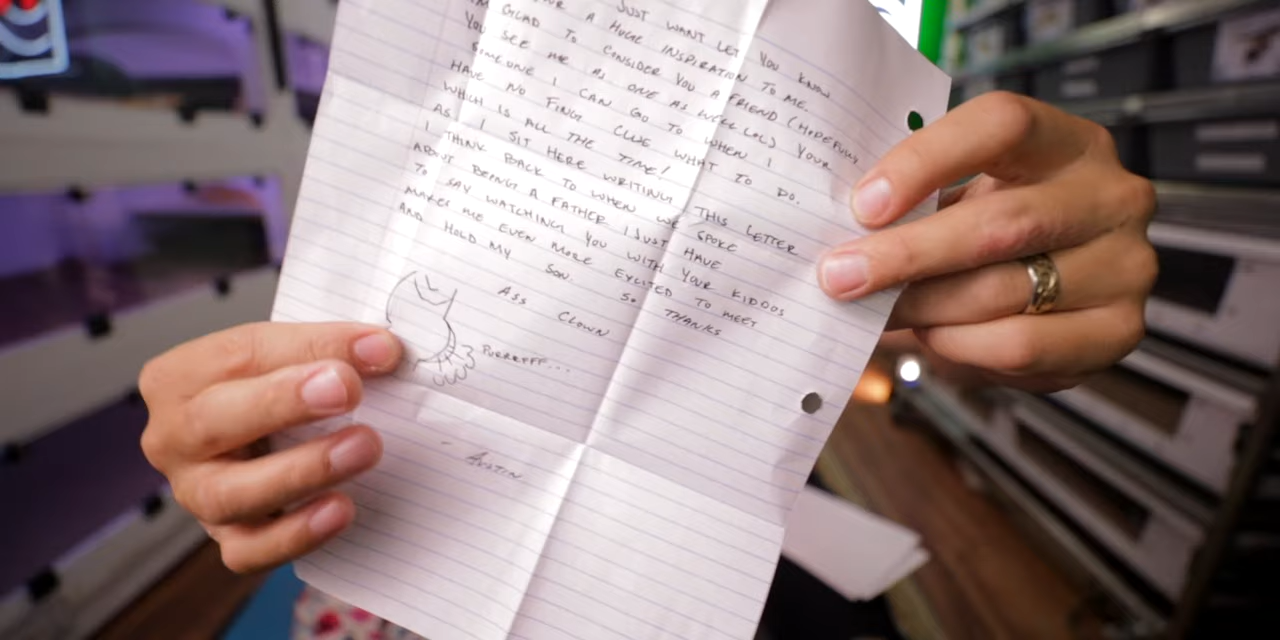 JUST WANT LET YOU KNOW
A HUGE INSPIRATION TO ME.
GLAD TO CONSIDER YOU A FRIEND (HOPEFULLY
YOU SEE ME AS ONE AS WELL LOL) YOUR
SOMEONE I CAN GO TO WHEN I
HAVE NO FING CLUE WHAT TO DO.
WHICH IS ALL THE TIME!
AS I SIT HERE WRITING THIS LETTER
I THINK BACK TO WHEN WE SPOKE
ABOUT BEING A FATHER I JUST HAVE
TO SAY WATCHING YOU WITH YOUR KIDDOS
MAKES ME EVEN MORE EXCITED TO MEET
AND HOLD MY SON. SO THANKS
ASS CLOWN
PURRFFF...
- AUSTIN